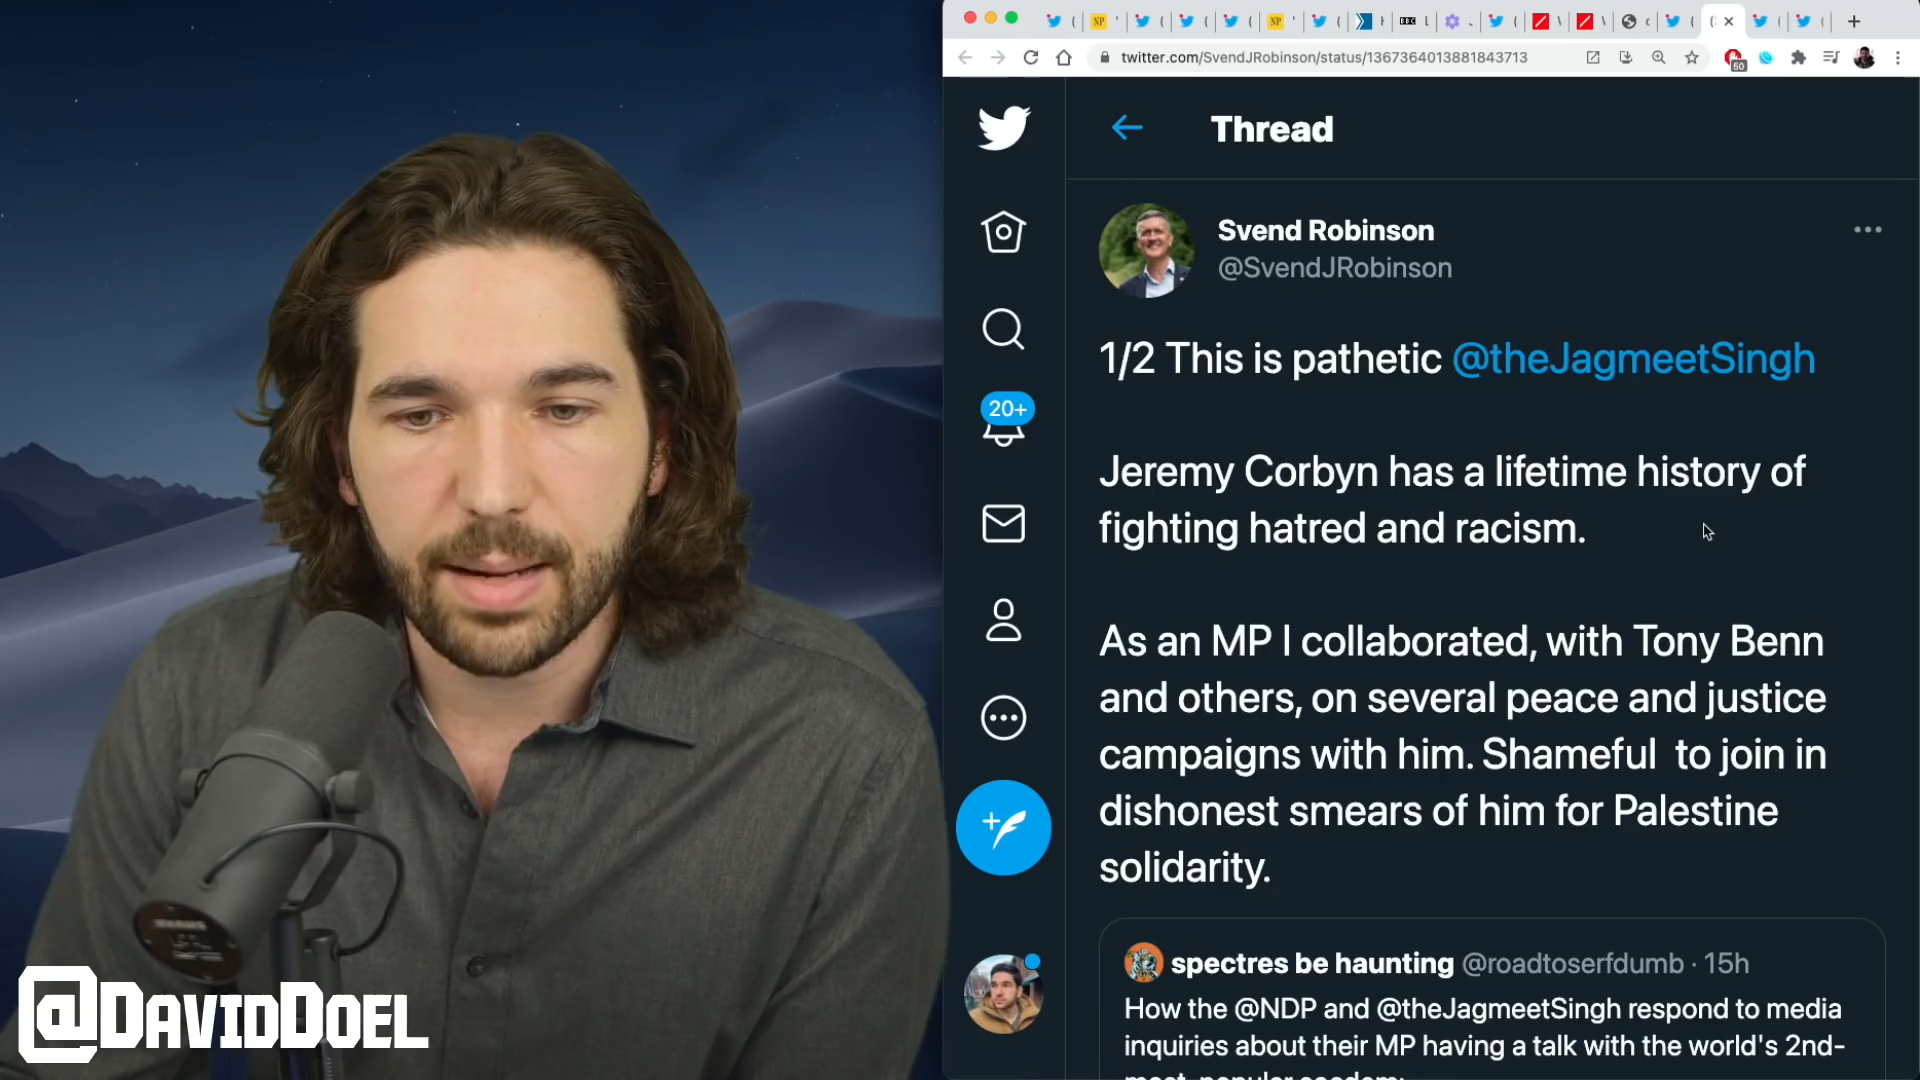 twitter.com/SvendJRobinson/status/1367364013881843713
50
Thread
Svend Robinson
@SvendJRobinson
1/2 This is pathetic @theJagmeetSingh
Jeremy Corbyn has a lifetime history of
fighting hatred and racism.
As an MP I collaborated, with Tony Benn
and others, on several peace and justice
campaigns with him. Shameful to join in
dishonest smears of him for Palestine
solidarity.
20+
spectres be haunting @roadtoserfdumb · 15h
How the @NDP and @theJagmeetSingh respond to media
inquiries about their MP having a talk with the world's 2nd-
@DavidDoel